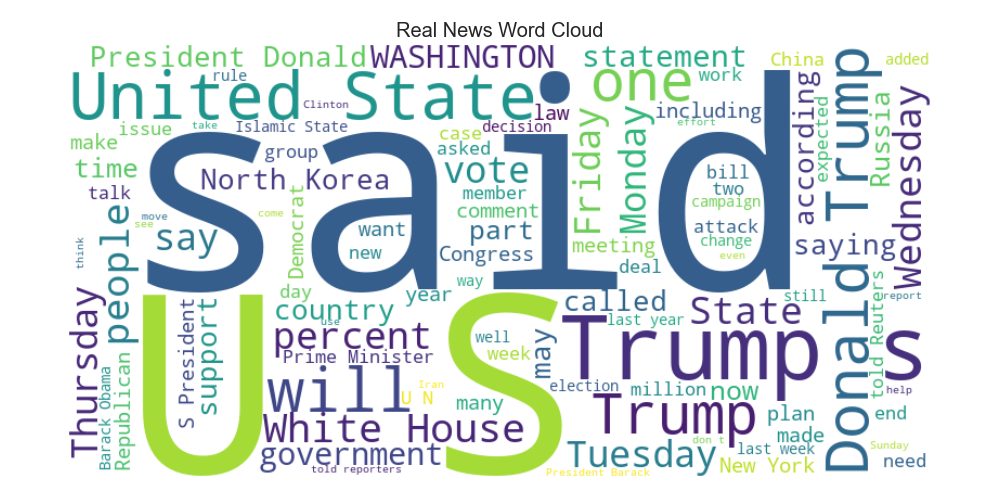 Real News Word Cloud
President Donald
WASHINGTON
statement
China
added
rule
one
work
United State
Clinton
law
including
make
issue
take
Islamic State
case
decision
effort
said
group
asked
time
talk
North Korea
vote
member
bill
two
campaign
attack
change
even
according
expected
Russia
Donald Trump
Wednesday
Friday
Monday
people
move
see
think
come
say
want
new
Democrat
comment
part
Congress
meeting
saying
deal
way
day
year
country
called
last year
State
still
told Reuters
report
Thursday
S President
support
percent
use
Prime Minister
well
week
may
Trump s
U S
will
U N
Iran
many
election
million
now
help
Barack Obama
Republican
White House
Trump
plan
end
made
government
told reporters
Tuesday
President Barack
don t
last week
New York
Sunday
need